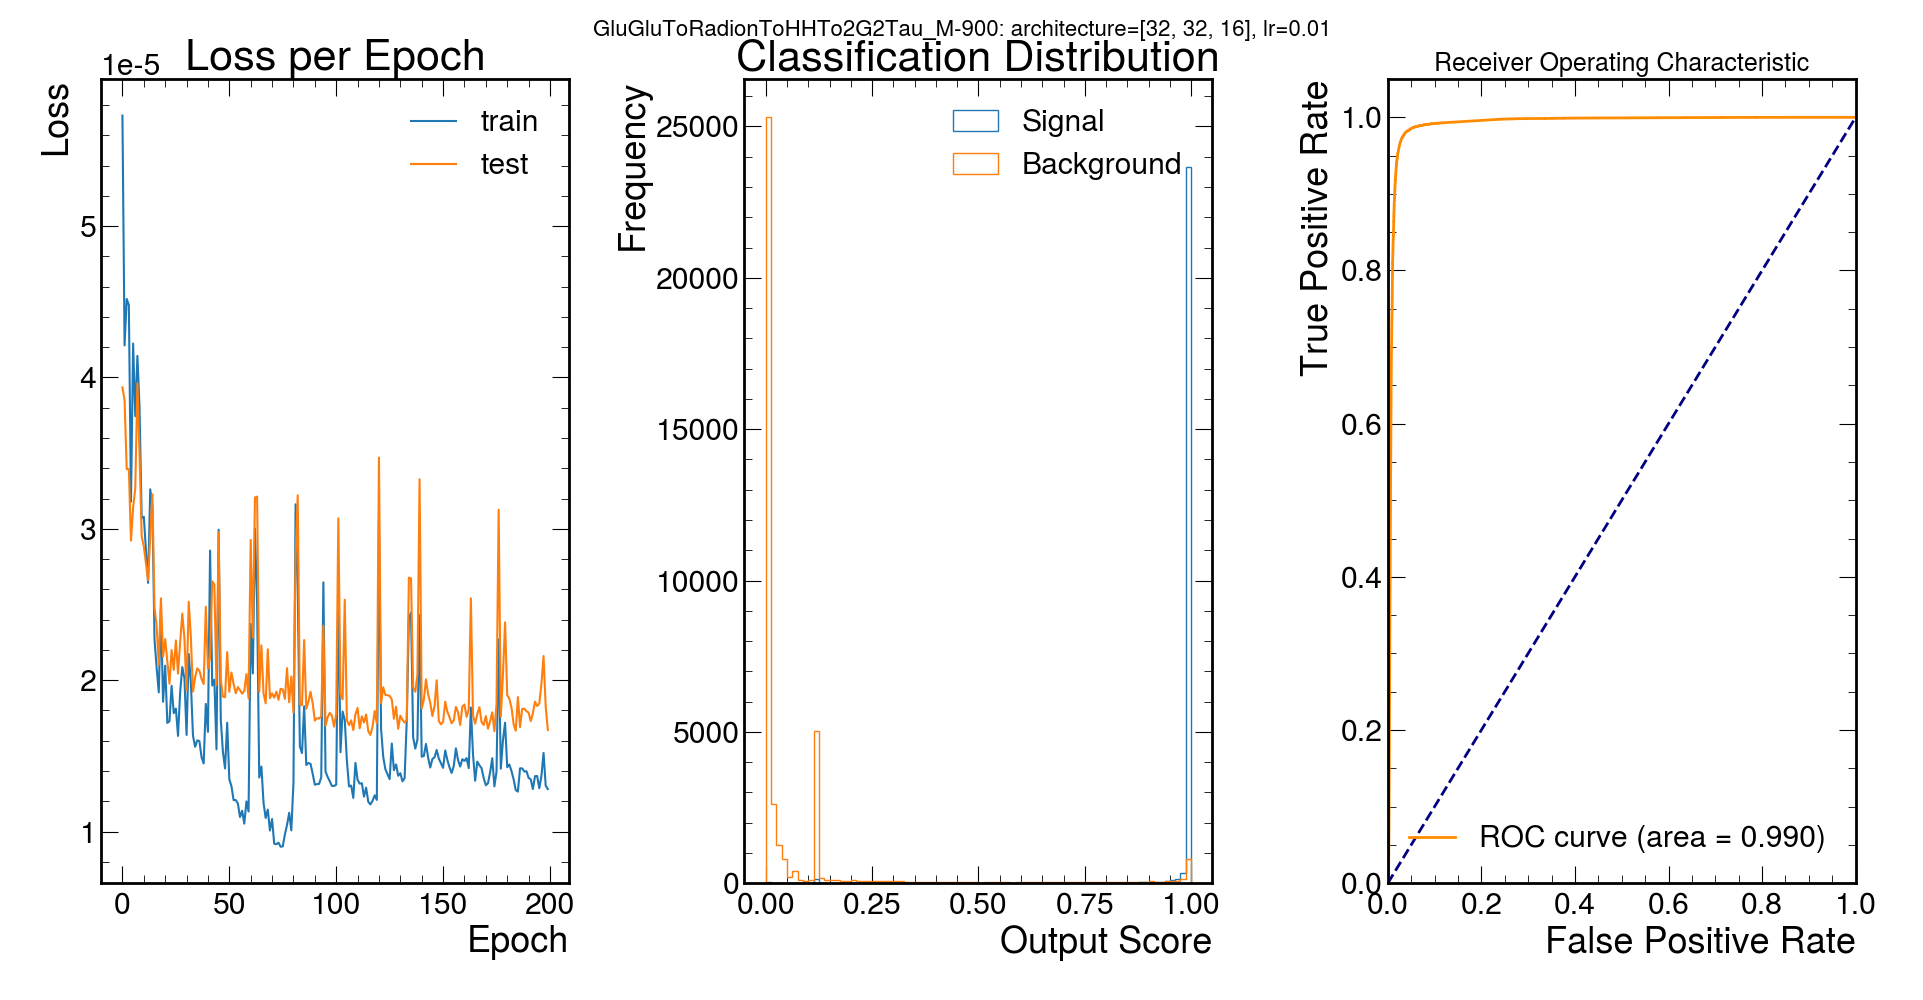 GluGluToRadionToHHTo2G2Tau_M-900: architecture=[32, 32, 16], lr=0.01
Loss per Epoch
1e-5
Loss
train
test
5
4
3
2
1
0 50 100 150 200
Epoch
Classification Distribution
Frequency
Signal
Background
25000
20000
15000
10000
5000
0
0.00 0.25 0.50 0.75 1.00
Output Score
Receiver Operating Characteristic
True Positive Rate
1.0
0.8
0.6
0.4
0.2
0.0
ROC curve (area = 0.990)
0.0 0.2 0.4 0.6 0.8 1.0
False Positive Rate